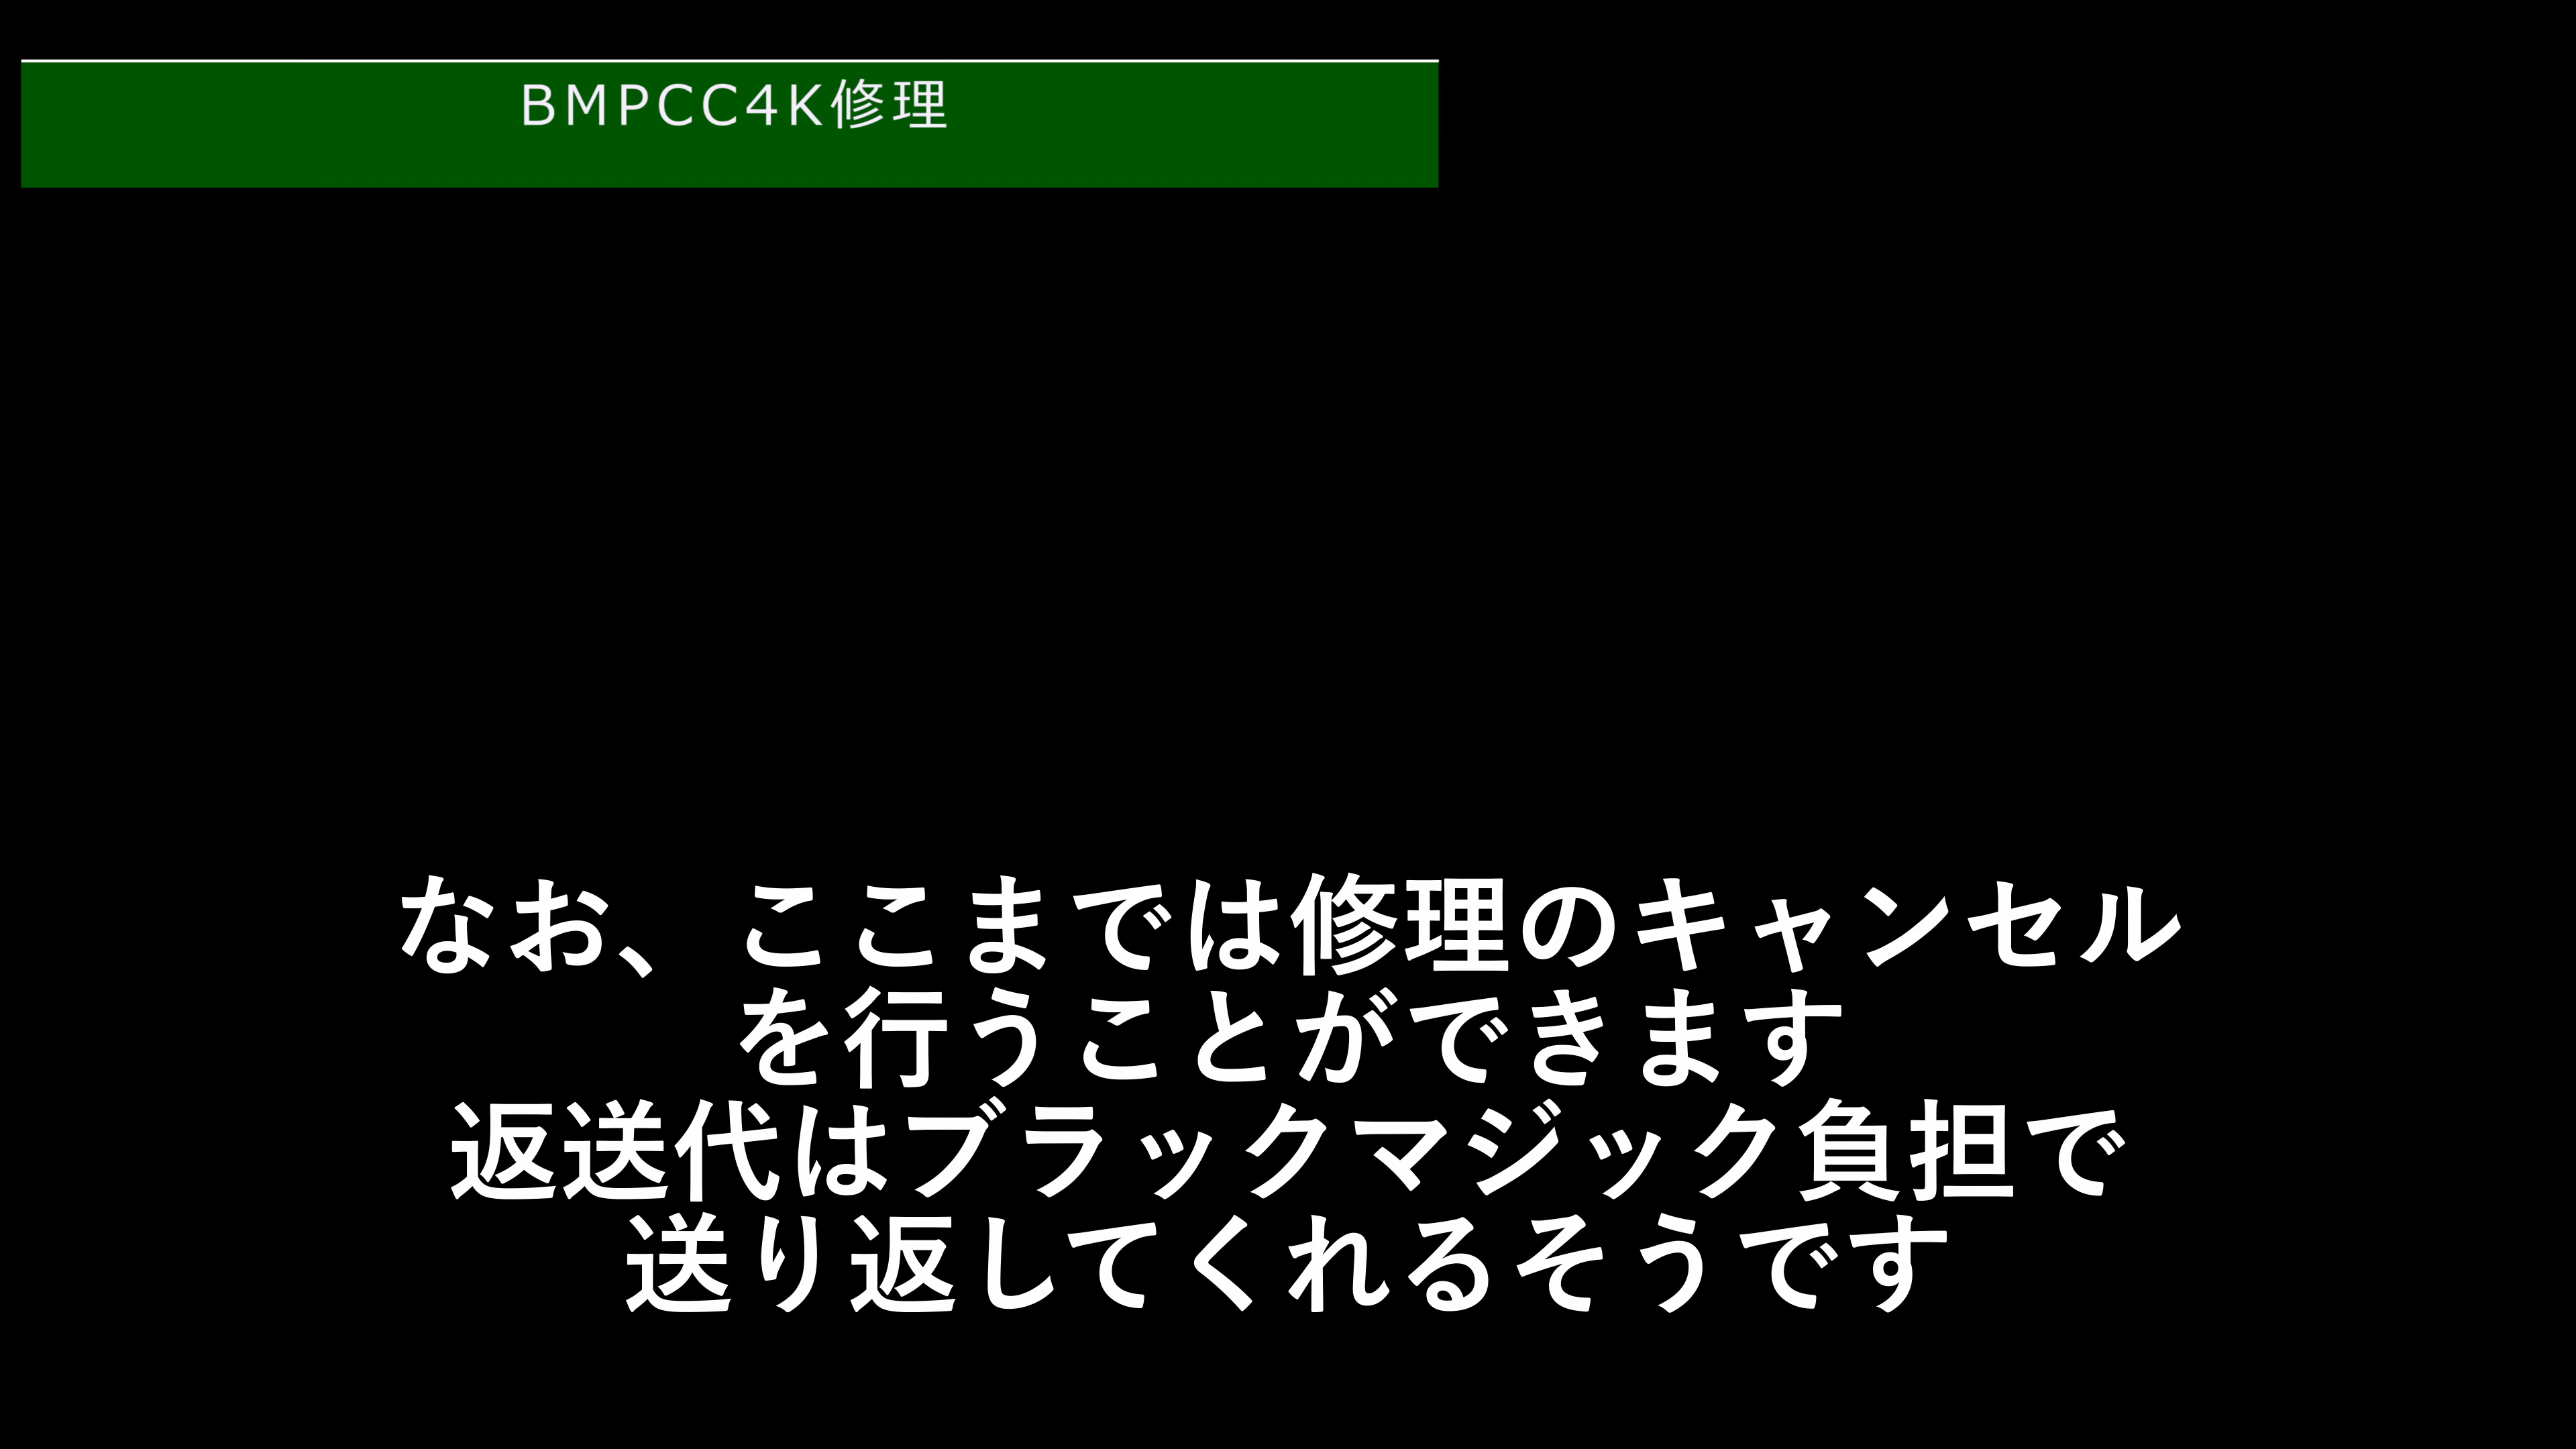 BMPCC4K修理
なお、ここまでは修理のキャンセル
を行うことができます
返送代はブラックマジック負担で
送り返してくれるそうです